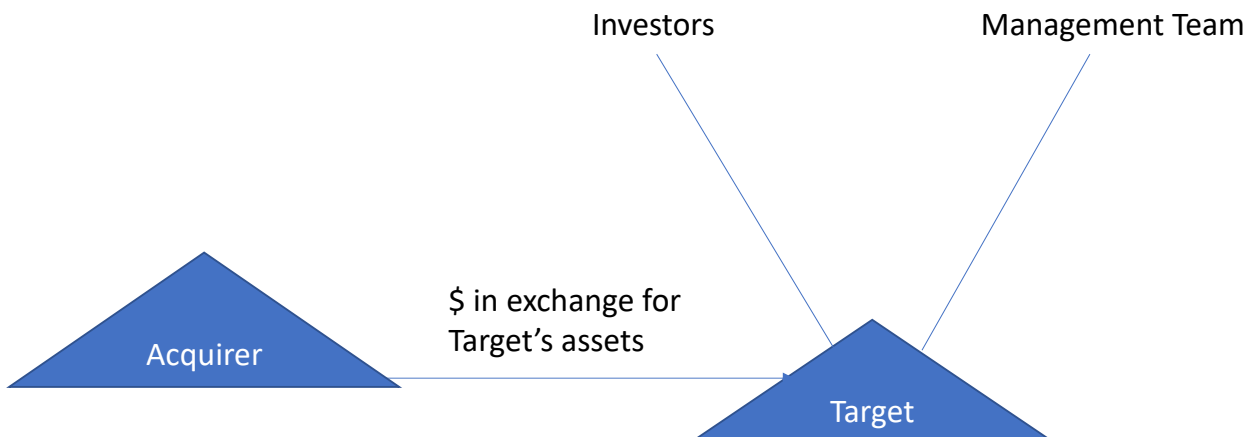 Investors
Management Team
$ in exchange for
Target’s assets
Acquirer
Target